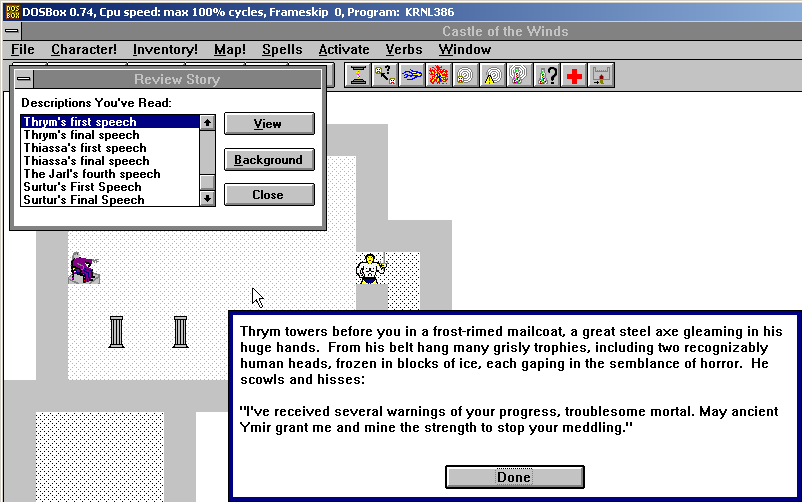 DOSBox 0.74, Cpu speed: max 100% cycles, Frameskip 0, Program: KRNL386
Castle of the Winds
File Character! Inventory! Map! Spells Activate Verbs Window
Review Story
Descriptions You've Read:
Thrym's first speech
Thrym's final speech
Thiassa's first speech
Thiassa's final speech
The Jarl's fourth speech
Surtur's First Speech
Surtur's Final Speech
View
Background
Close
Thrym towers before you in a frost-rimed mailcoat, a great steel axe gleaming in his
huge hands.  From his belt hang many grisly trophies, including two recognizably
human heads, frozen in blocks of ice, each gaping in the semblance of horror.  He
scowls and hisses:
"I've received several warnings of your progress, troublesome mortal. May ancient
Ymir grant me and mine the strength to stop your meddling."
Done